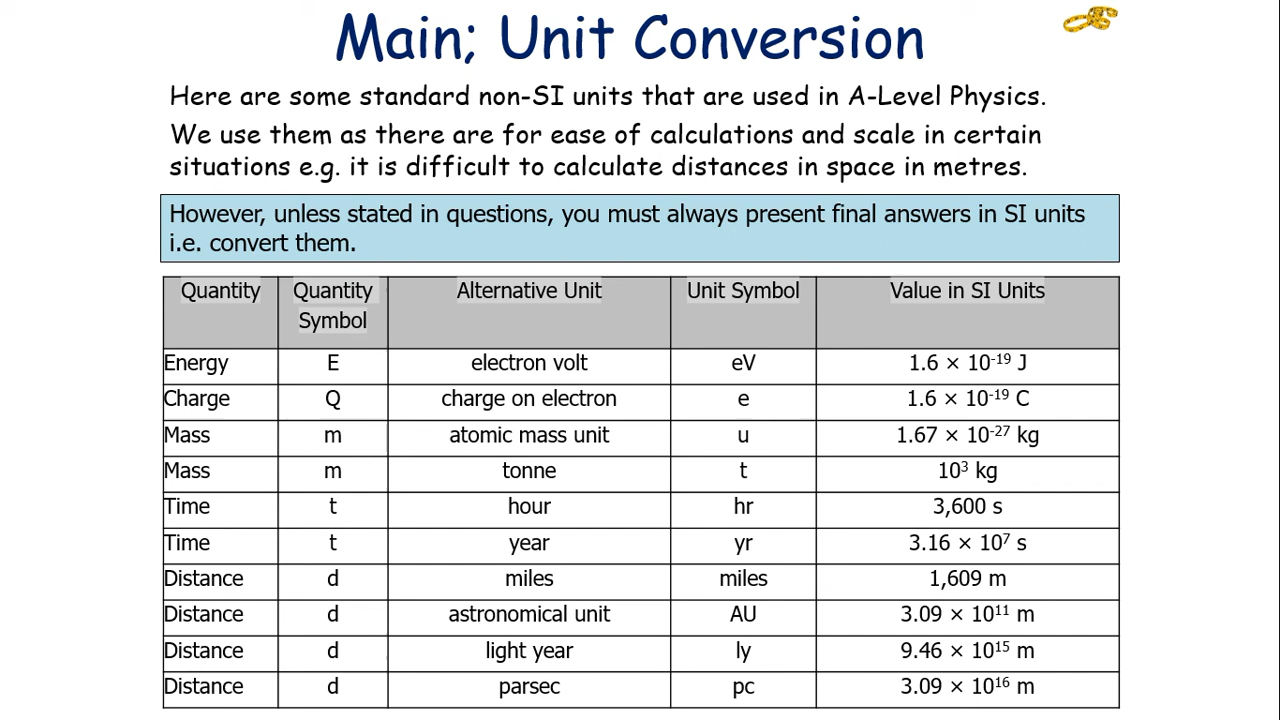 Main; Unit Conversion
Here are some standard non-SI units that are used in A-Level Physics.
We use them as there are for ease of calculations and scale in certain
situations e.g. it is difficult to calculate distances in space in metres.
However, unless stated in questions, you must always present final answers in SI units
i.e. convert them.
Quantity Quantity Symbol Alternative Unit Unit Symbol Value in SI Units
Energy E electron volt eV 1.6 × 10⁻¹⁹ J
Charge Q charge on electron e 1.6 × 10⁻¹⁹ C
Mass m atomic mass unit u 1.67 × 10⁻²⁷ kg
Mass m tonne t 10³ kg
Time t hour hr 3,600 s
Time t year yr 3.16 × 10⁷ s
Distance d miles miles 1,609 m
Distance d astronomical unit AU 3.09 × 10¹¹ m
Distance d light year ly 9.46 × 10¹⁵ m
Distance d parsec pc 3.09 × 10¹⁶ m